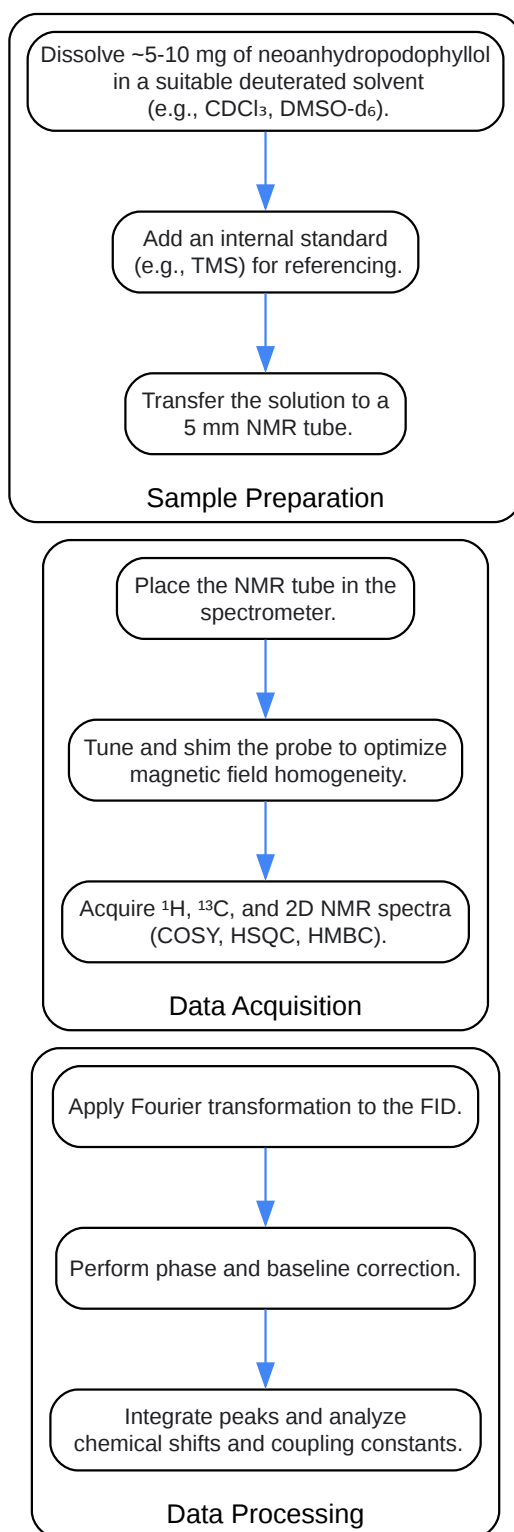 Dissolve ~5-10 mg of neoanhydropodophyllol
in a suitable deuterated solvent
(e.g., CDCl₃, DMSO-d₆).
Add an internal standard
(e.g., TMS) for referencing.
Transfer the solution to a
5 mm NMR tube.
Sample Preparation
Place the NMR tube in the
spectrometer.
Tune and shim the probe to optimize
magnetic field homogeneity.
Acquire ¹H, ¹³C, and 2D NMR spectra
(COSY, HSQC, HMBC).
Data Acquisition
Apply Fourier transformation to the FID.
Perform phase and baseline correction.
Integrate peaks and analyze
chemical shifts and coupling constants.
Data Processing